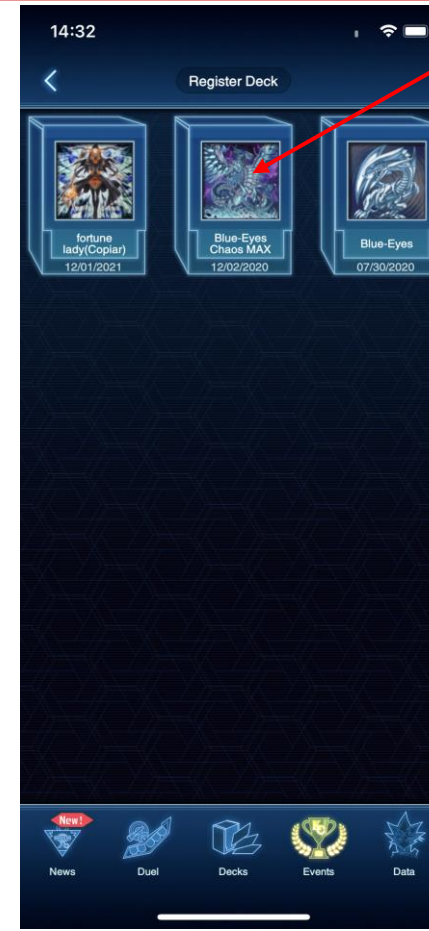 14:32
Register Deck
fortune
lady(Copiar)
12/01/2021
Blue-Eyes
Chaos MAX
12/02/2020
Blue-Eyes
07/30/2020
New!
News
Duel
Decks
Events
Data